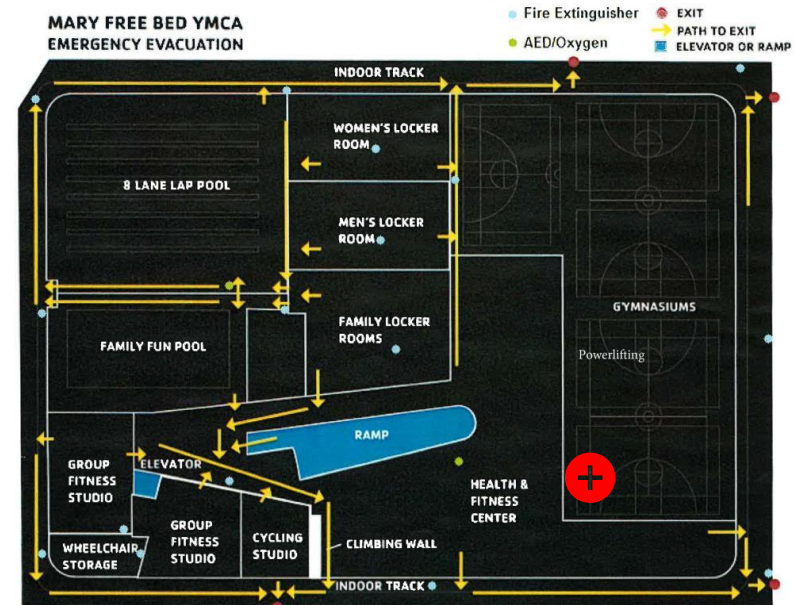 MARY FREE BED YMCA
EMERGENCY EVACUATION
Fire Extinguisher
AED/Oxygen
EXIT
PATH TO EXIT
ELEVATOR OR RAMP
INDOOR TRACK
WOMEN'S LOCKER
ROOM
8 LANE LAP POOL
MEN'S LOCKER
ROOM
GYMNASIUMS
FAMILY LOCKER
ROOMS
FAMILY FUN POOL
Powerlifting
RAMP
ELEVATOR
GROUP
FITNESS
STUDIO
HEALTH &
FITNESS
CENTER
GROUP
FITNESS
STUDIO
CYCLING
STUDIO
CLIMBING WALL
WHEELCHAIR
STORAGE
INDOOR TRACK